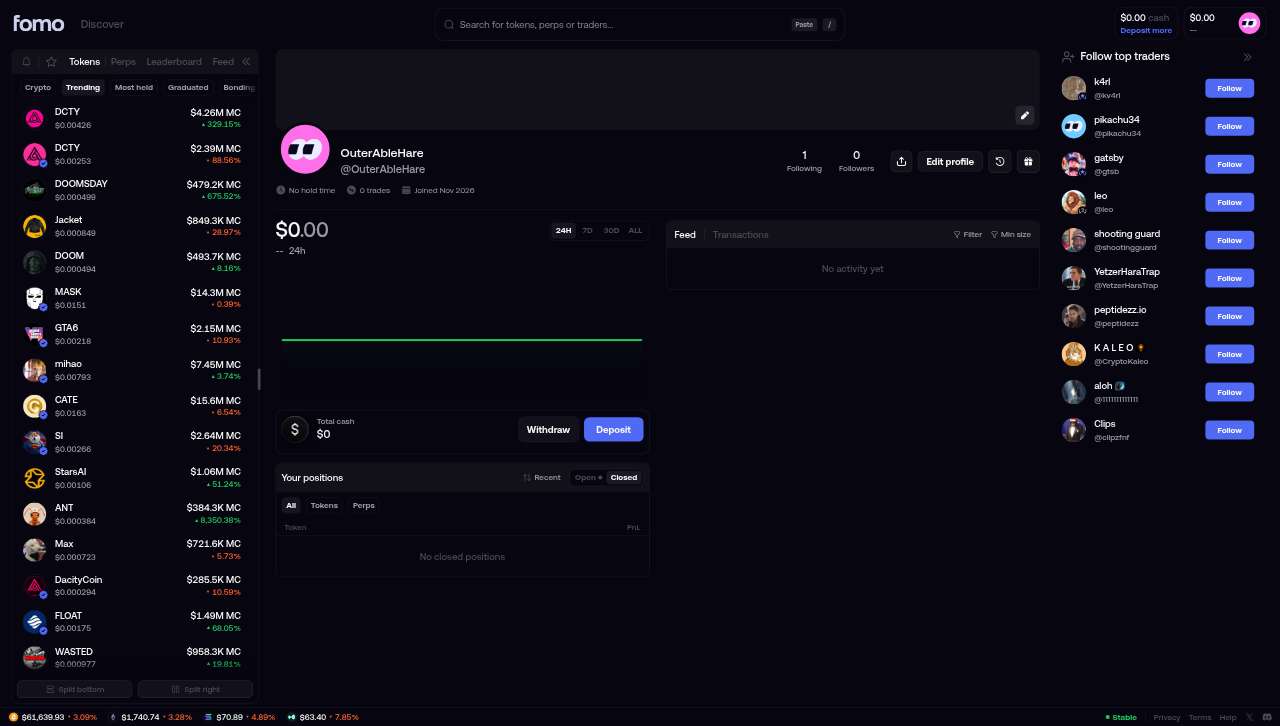 fomo
Discover
Search for tokens, perps or traders...
Paste
/
$0.00 cash
Deposit more
$0.00
—
Tokens Perps Leaderboard Feed
Crypto Trending Most held Graduated Bonding
DCTY $4.26M MC
$0.00426 329.15%
DCTY $2.39M MC
$0.00253 88.56%
DOOMSDAY $479.2K MC
$0.000499 675.52%
Jacket $849.3K MC
$0.000849 28.97%
DOOM $493.7K MC
$0.000494 8.16%
MASK $14.3M MC
$0.0151 0.39%
GTA6 $2.15M MC
$0.00218 10.93%
mihao $7.45M MC
$0.00793 3.74%
CATE $15.6M MC
$0.0163 6.54%
SI $2.64M MC
$0.00266 20.34%
StarsAI $1.06M MC
$0.00106 51.24%
ANT $384.3K MC
$0.000384 8,350.38%
Max $721.6K MC
$0.000723 5.73%
DacityCoin $285.5K MC
$0.000294 10.59%
FLOAT $1.49M MC
$0.00175 68.05%
WASTED $958.3K MC
$0.000977 19.81%
Split bottom Split right
OuterAbleHare
@OuterAbleHare
1 Following
0 Followers
Edit profile
No hold time 0 trades Joined Nov 2026
$0.00
24H 7D 30D ALL
-- 24h
Total cash
$0
Withdraw Deposit
Your positions
Recent Open Closed
All Tokens Perps
Token PnL
No closed positions
Feed Transactions Filter Min size
No activity yet
Follow top traders
k4rl
@kv4rl
Follow
pikachu34
@pikachu34
Follow
gatsby
@gtsb
Follow
leo
@leo
Follow
shooting guard
@shootingguard
Follow
YetzerHaraTrap
@YetzerHaraTrap
Follow
peptidezz.io
@peptidezz
Follow
K A L E O
@CryptoKaleo
Follow
aloh
Follow
Clips
@clipzfnf
Follow
$61,639.93 3.09% $1,740.74 3.28% $70.89 4.89% $63.40 7.85%
Stable Privacy Terms Help